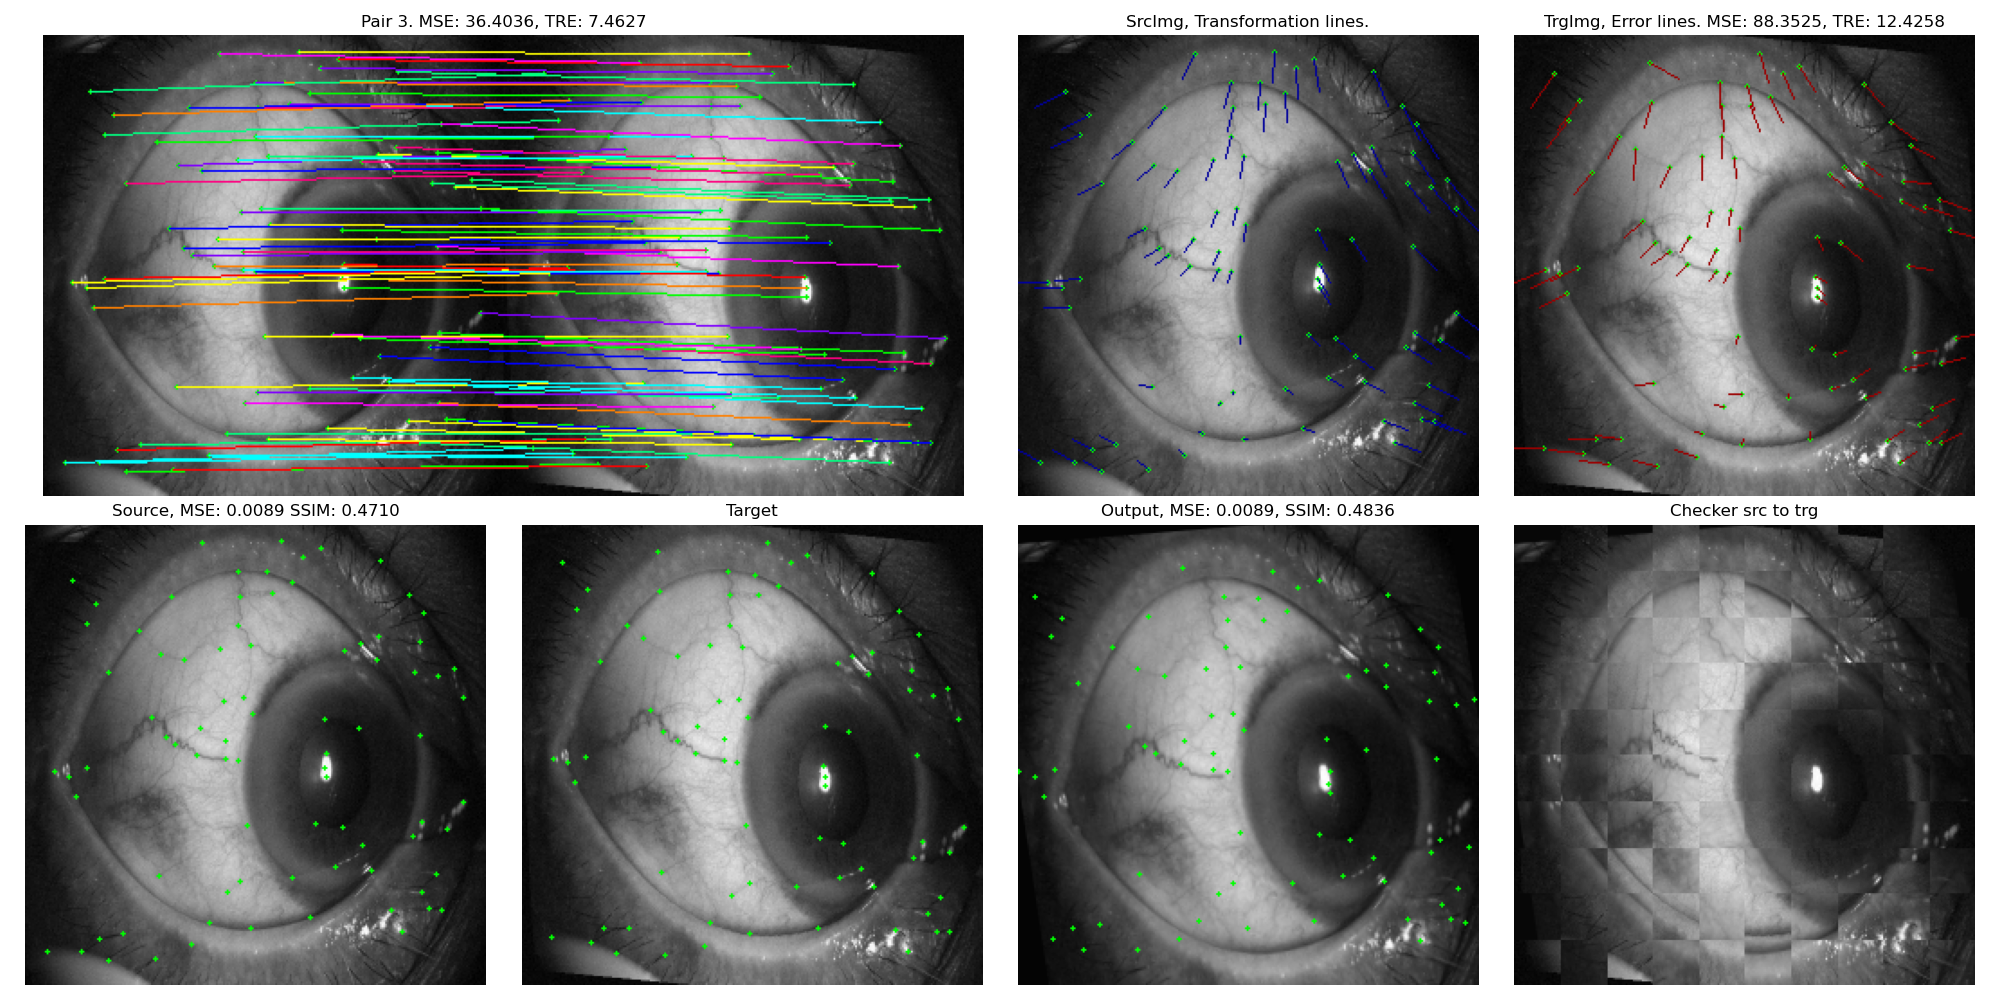 Pair 3. MSE: 36.4036, TRE: 7.4627
SrcImg, Transformation lines.
TrgImg, Error lines. MSE: 88.3525, TRE: 12.4258
Source, MSE: 0.0089 SSIM: 0.4710
Target
Output, MSE: 0.0089, SSIM: 0.4836
Checker src to trg